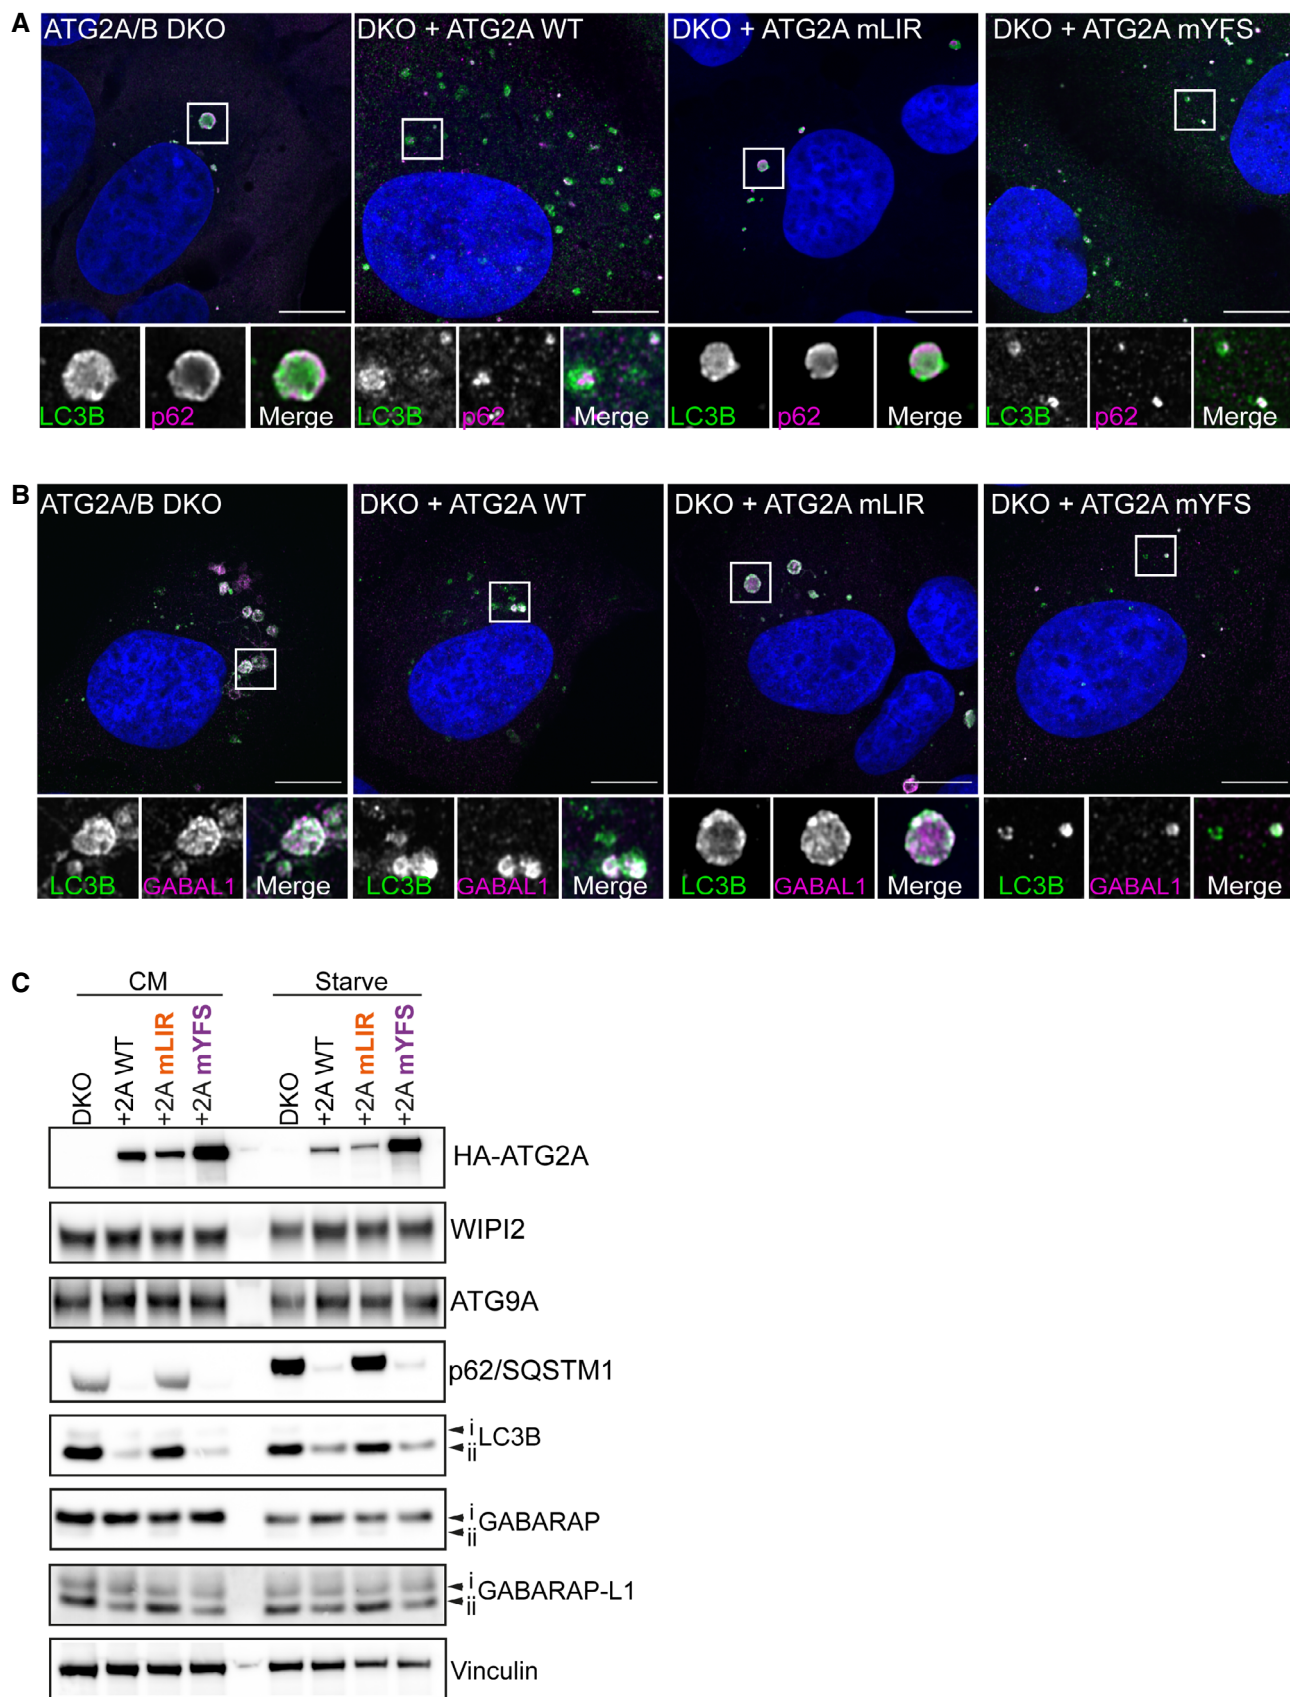 A
ATG2A/B DKO
DKO + ATG2A WT
DKO + ATG2A mLIR
DKO + ATG2A mYFS
LC3B p62 Merge
LC3B p62 Merge
LC3B p62 Merge
LC3B p62 Merge
B
ATG2A/B DKO
DKO + ATG2A WT
DKO + ATG2A mLIR
DKO + ATG2A mYFS
LC3B GABAL1 Merge
LC3B GABAL1 Merge
LC3B GABAL1 Merge
LC3B GABAL1 Merge
C
CM
Starve
DKO
+2A WT
+2A mLIR
+2A mYFS
DKO
+2A WT
+2A mLIR
+2A mYFS
HA-ATG2A
WIPI2
ATG9A
p62/SQSTM1
i
LC3B
ii
i
GABARAP
ii
i
GABARAP-L1
ii
Vinculin